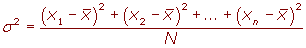 σ² = ((x₁ − x̄)² + (x₂ − x̄)² + ... + (xₙ − x̄)²) / N